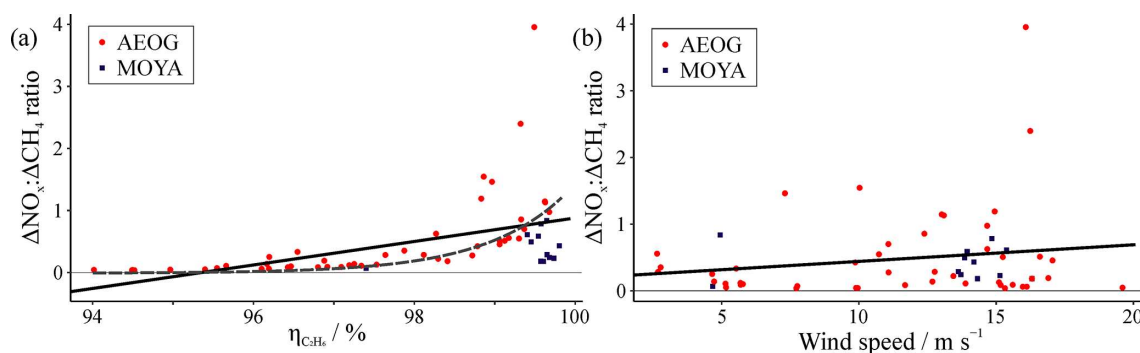 (a)
ΔNOₓ:ΔCH₄ ratio
4
3
2
1
0
AEOG
MOYA
94
96
98
100
η_C₂H₆ / %
(b)
ΔNOₓ:ΔCH₄ ratio
4
3
2
1
0
AEOG
MOYA
5
10
15
20
Wind speed / m s⁻¹